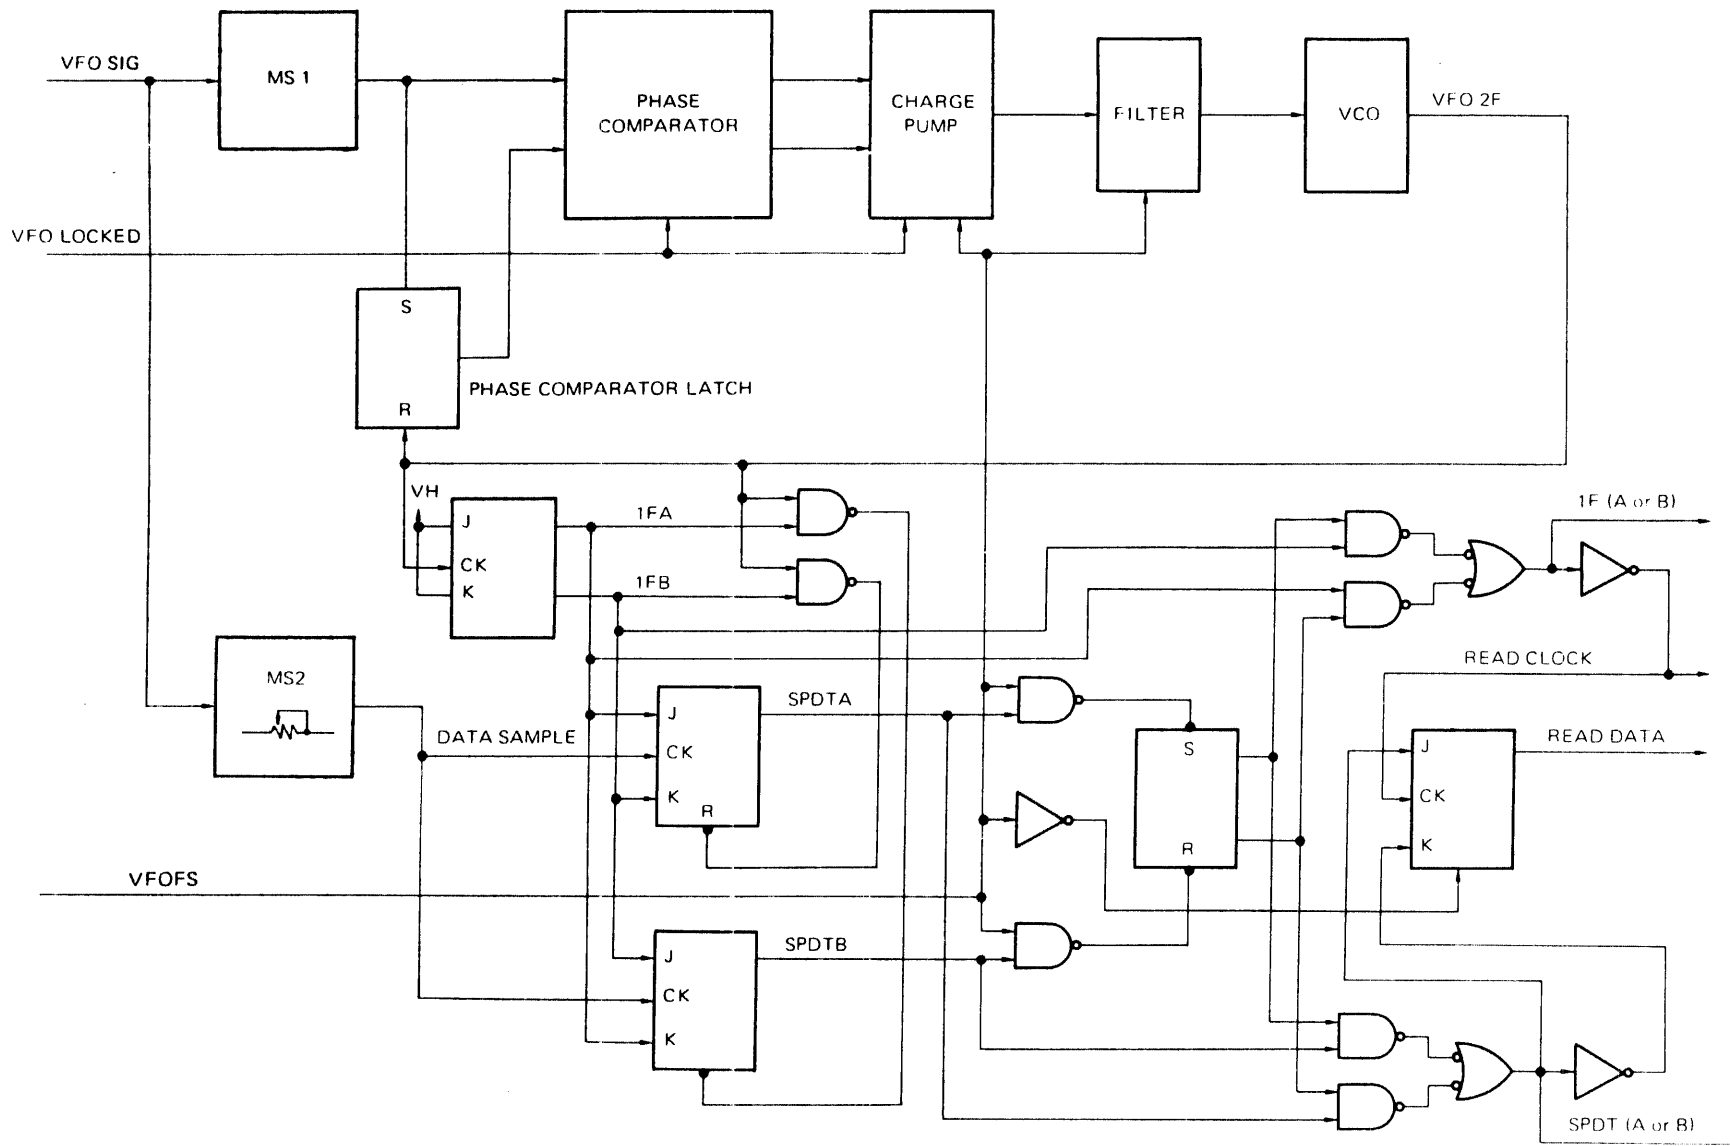 VFO SIG
MS 1
PHASE
COMPARATOR
CHARGE
PUMP
FILTER
VCO
VFO 2F
VFO LOCKED
S
R
PHASE COMPARATOR LATCH
VH
J
CK
K
1FA
1FB
1F (A or B)
READ CLOCK
MS2
DATA SAMPLE
J
CK
K
R
SPDTA
S
R
J
CK
K
READ DATA
VFOFS
J
CK
K
SPDTB
SPDT (A or B)